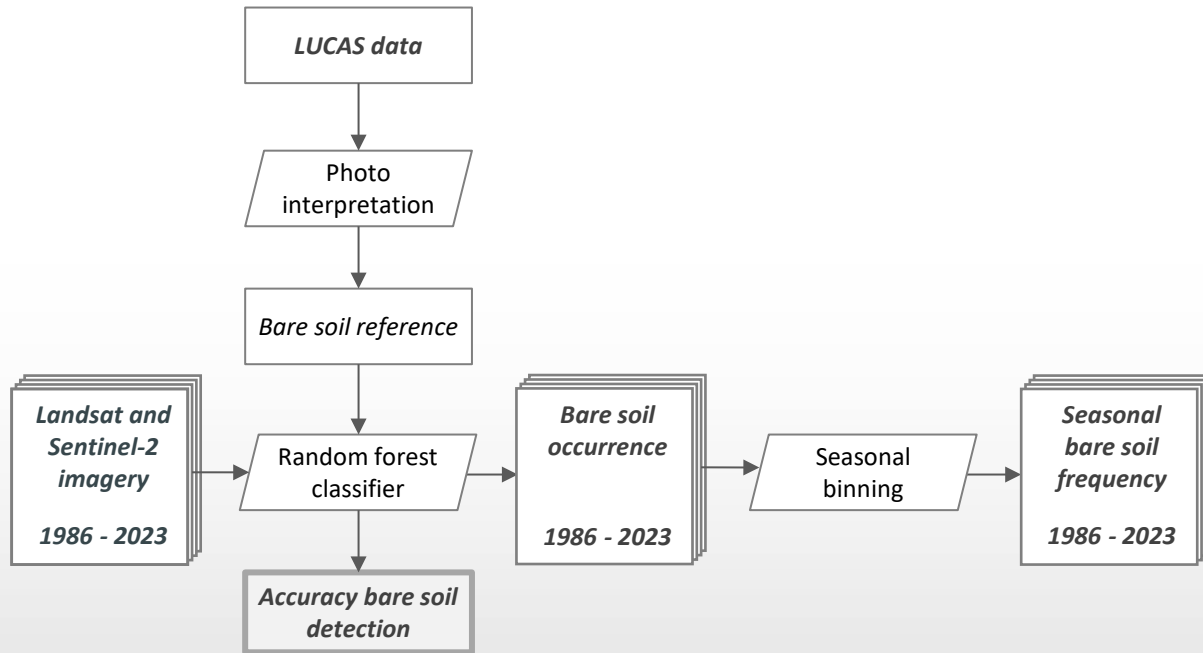 LUCAS data
Photo
interpretation
Bare soil reference
Landsat and
Sentinel-2
imagery
1986 - 2023
Random forest
classifier
Bare soil
occurrence
1986 - 2023
Seasonal
binning
Seasonal
bare soil
frequency
1986 - 2023
Accuracy bare soil
detection